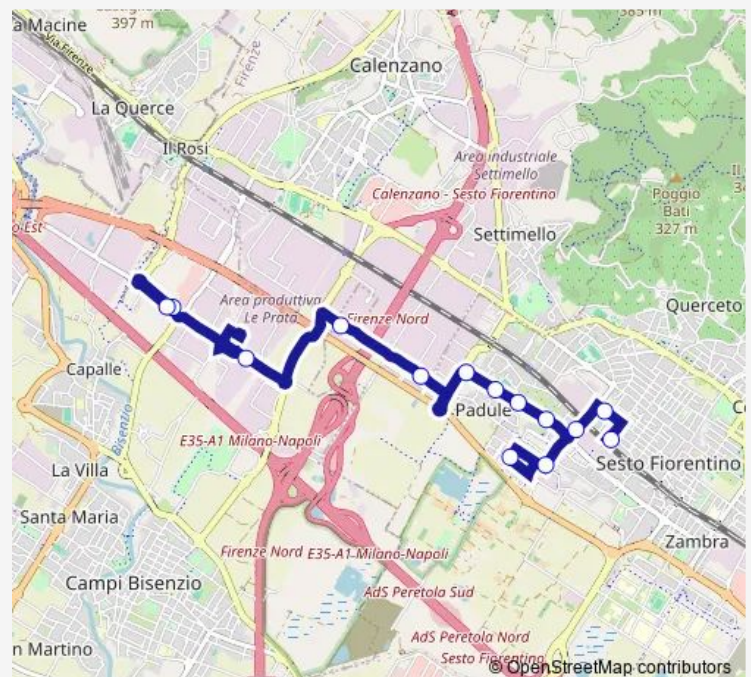 397 m
385 m
a Macine
Via Firenze
Firenze
Calenzano
La Querce
Il Rosi
Area industriale
Settimello
Calenzano - Sesto Fiorentino
Poggio
Bati
327 m
o Est
Settimello
Querceto
Area produttiva
Le Prata
Firenze Nord
Capalle
Bisenzio
Padule
E35-A1 Milano-Napoli
La Villa
Sesto Fiorentino
Santa Maria
Zambra
Firenze Nord
E35-A1 Milano-Napoli
Campi Bisenzio
AdS Peretola Sud
AdS Peretola Nord
n Martino
Sesto Fiorentino
© OpenStreetMap contributors